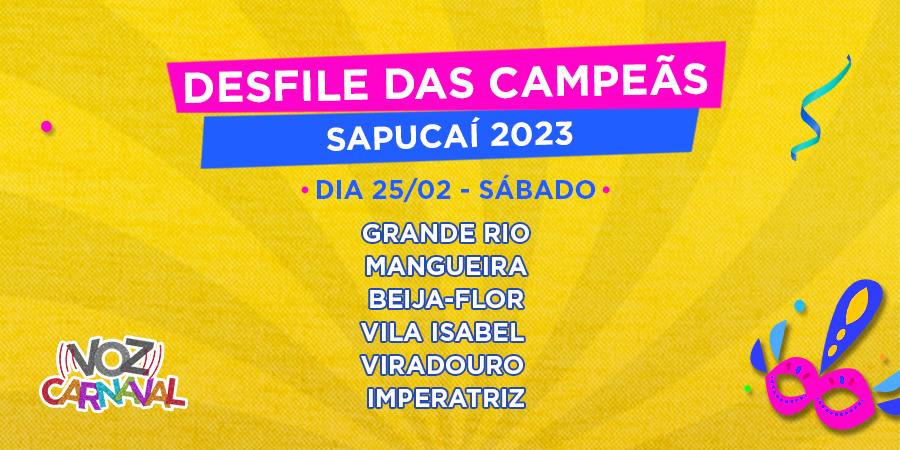 DESFILE DAS CAMPEÃS
SAPUCAÍ 2023
• DIA 25/02 - SÁBADO •
GRANDE RIO
MANGUEIRA
BEIJA-FLOR
VILA ISABEL
VIRADOURO
IMPERATRIZ
VOZ
CARNAVAL